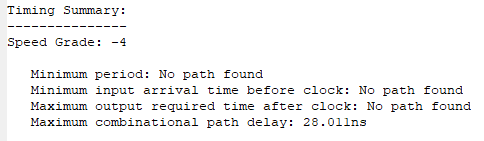 Timing Summary:
---------------
Speed Grade: -4
Minimum period: No path found
Minimum input arrival time before clock: No path found
Maximum output required time after clock: No path found
Maximum combinational path delay: 28.011ns